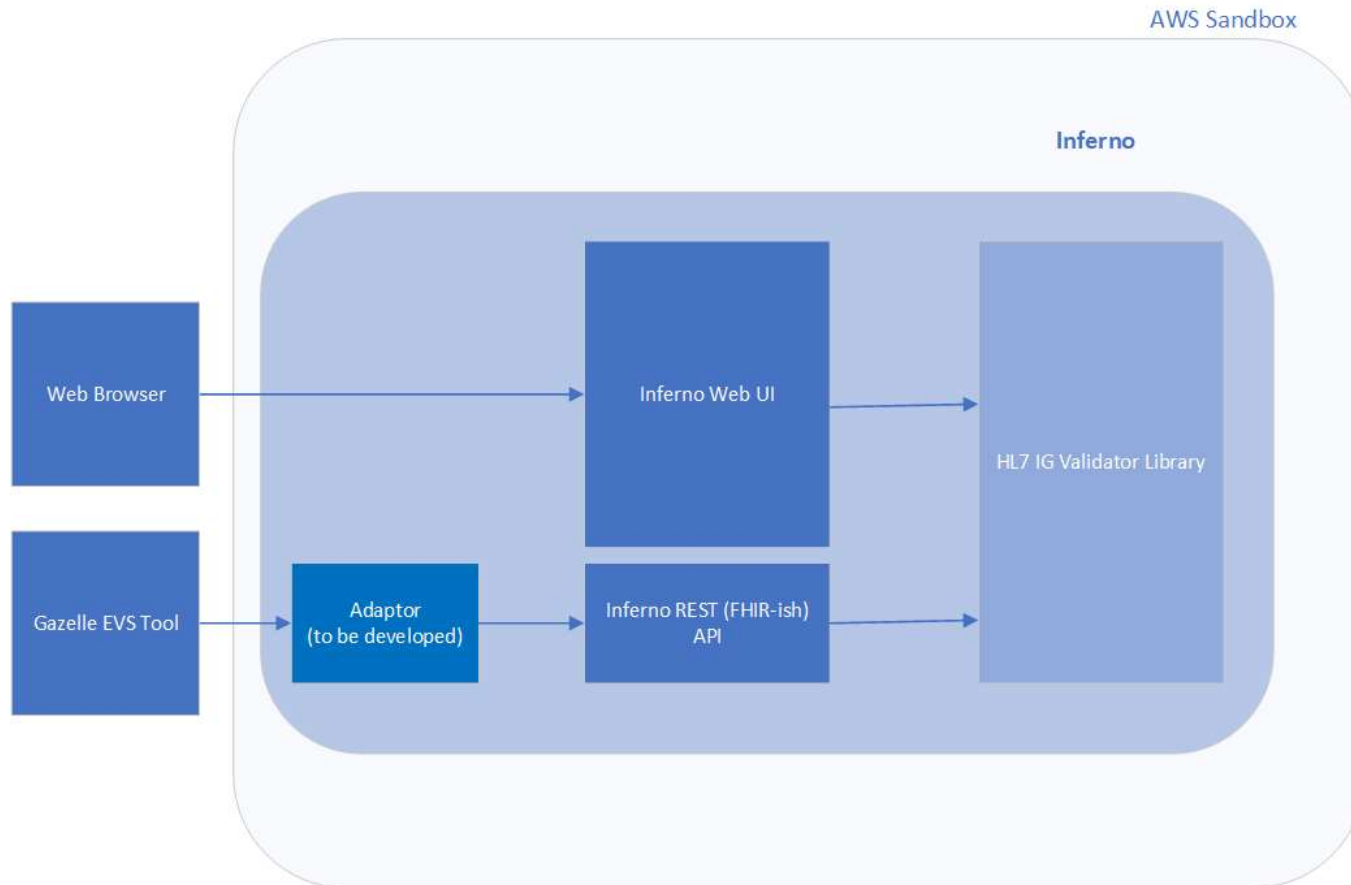 AWS Sandbox
Inferno
Web Browser
Inferno Web UI
HL7 IG Validator Library
Gazelle EVS Tool
Adaptor
(to be developed)
Inferno REST (FHIR-ish)
API